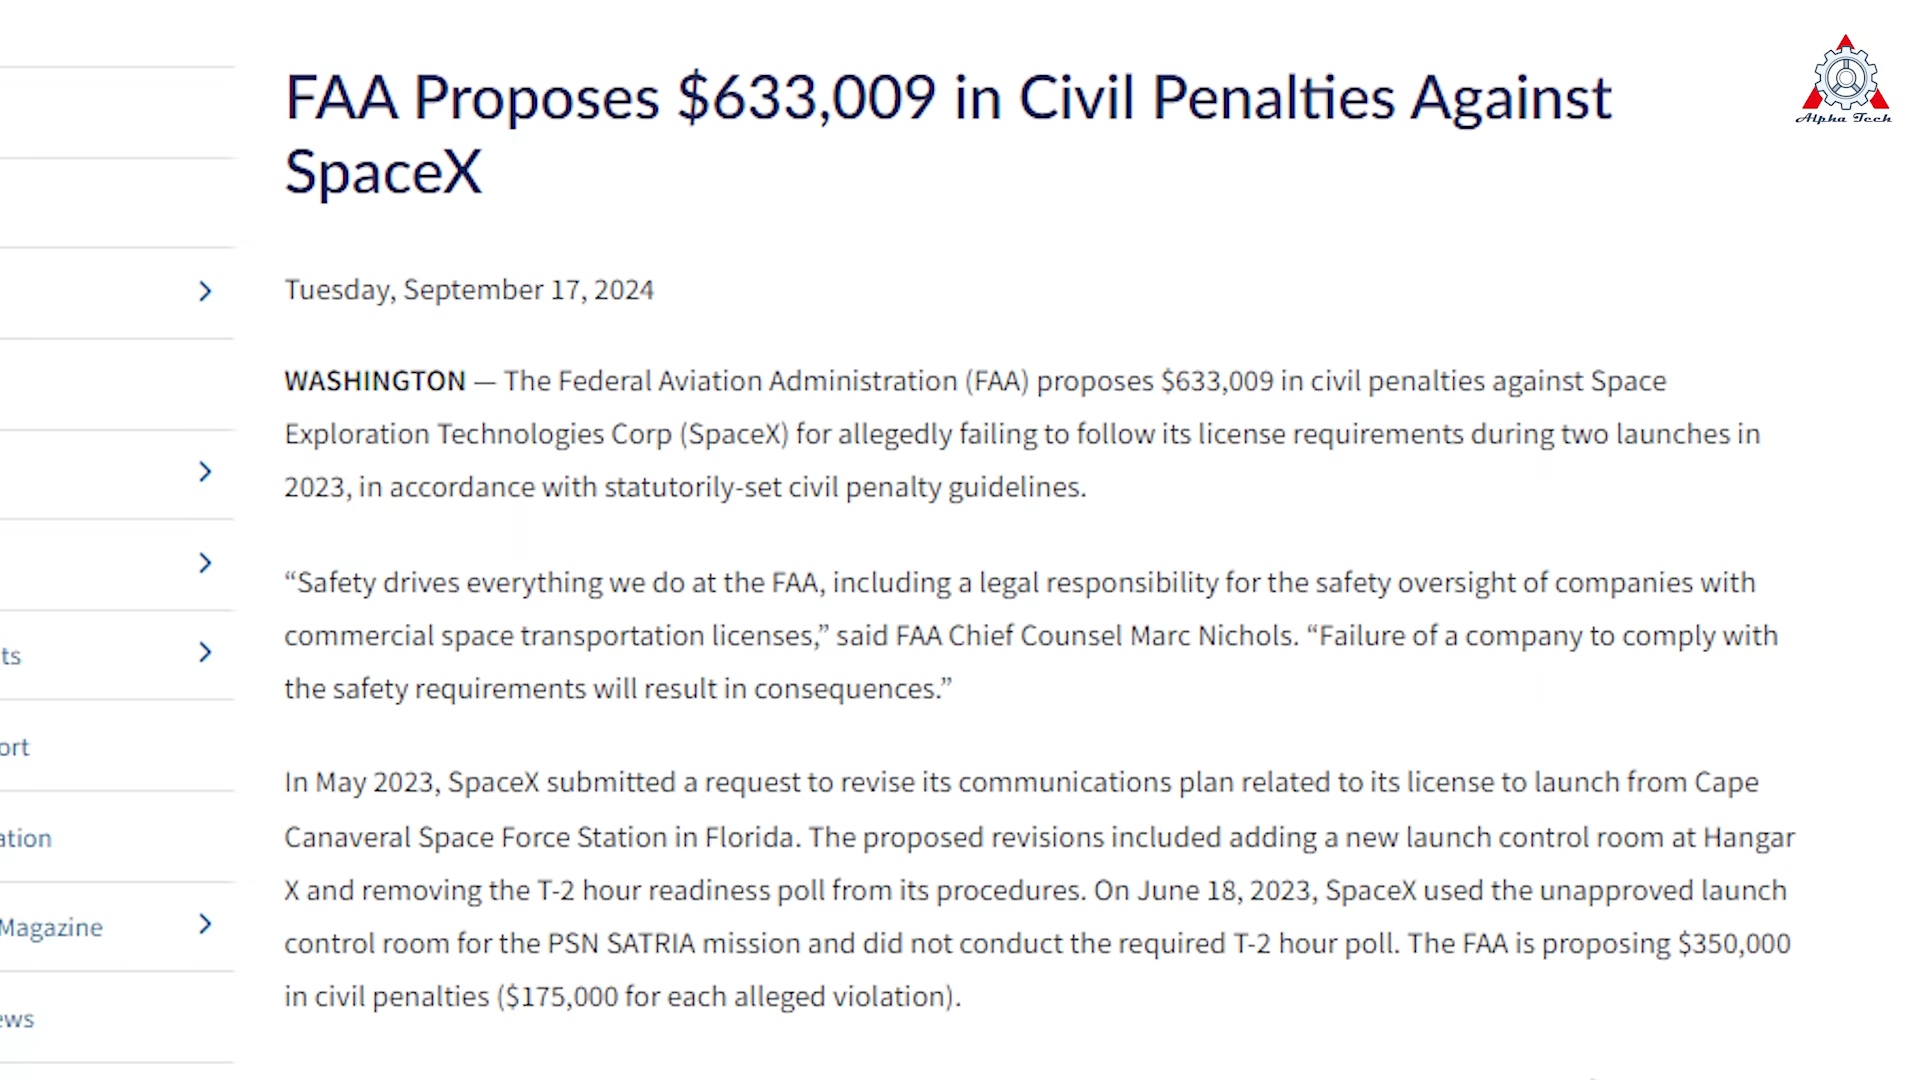 FAA Proposes $633,009 in Civil Penalties Against
SpaceX
Alpha Tech
Tuesday, September 17, 2024
WASHINGTON — The Federal Aviation Administration (FAA) proposes $633,009 in civil penalties against Space
Exploration Technologies Corp (SpaceX) for allegedly failing to follow its license requirements during two launches in
2023, in accordance with statutorily-set civil penalty guidelines.
“Safety drives everything we do at the FAA, including a legal responsibility for the safety oversight of companies with
commercial space transportation licenses,” said FAA Chief Counsel Marc Nichols. “Failure of a company to comply with
the safety requirements will result in consequences.”
In May 2023, SpaceX submitted a request to revise its communications plan related to its license to launch from Cape
Canaveral Space Force Station in Florida. The proposed revisions included adding a new launch control room at Hangar
X and removing the T-2 hour readiness poll from its procedures. On June 18, 2023, SpaceX used the unapproved launch
control room for the PSN SATRIA mission and did not conduct the required T-2 hour poll. The FAA is proposing $350,000
in civil penalties ($175,000 for each alleged violation).
ts
ort
ation
Magazine
ews